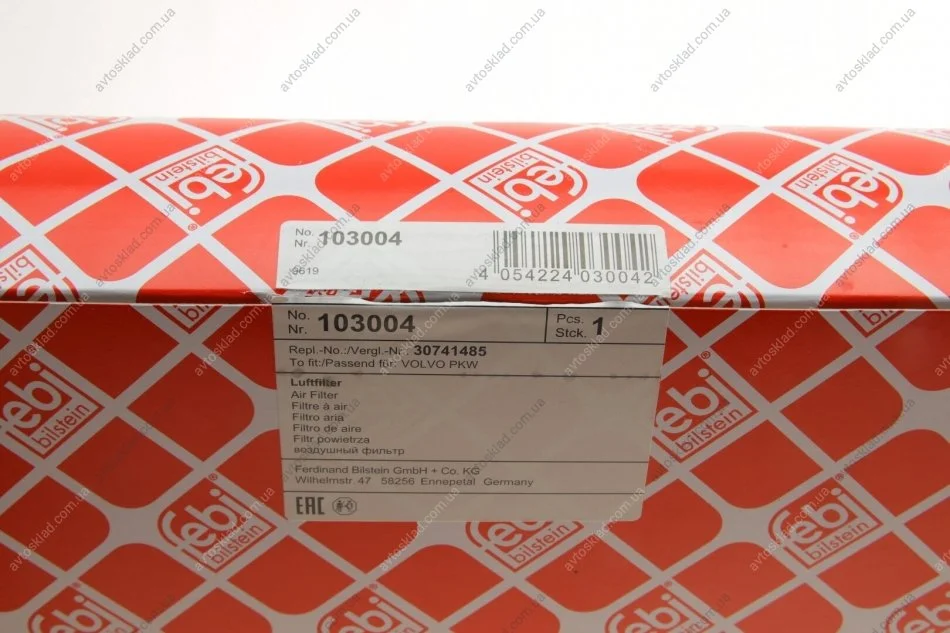 febi
bilstein
No.
Nr. 103004
6619
4 054224 030042
No.
Nr. 103004
Pcs.
Stck. 1
Repl.-No.:/Vergl.-Nr.: 30741485
To fit:/Passend für: VOLVO PKW
Luftfilter
Air Filter
Filtre à air
Filtro aria
Filtro de aire
Filtr powietrza
воздушный фильтр
Ferdinand Bilstein GmbH + Co. KG
Wilhelmstr. 47 58256 Ennepetal Germany
EAC
avtosklad.com.ua